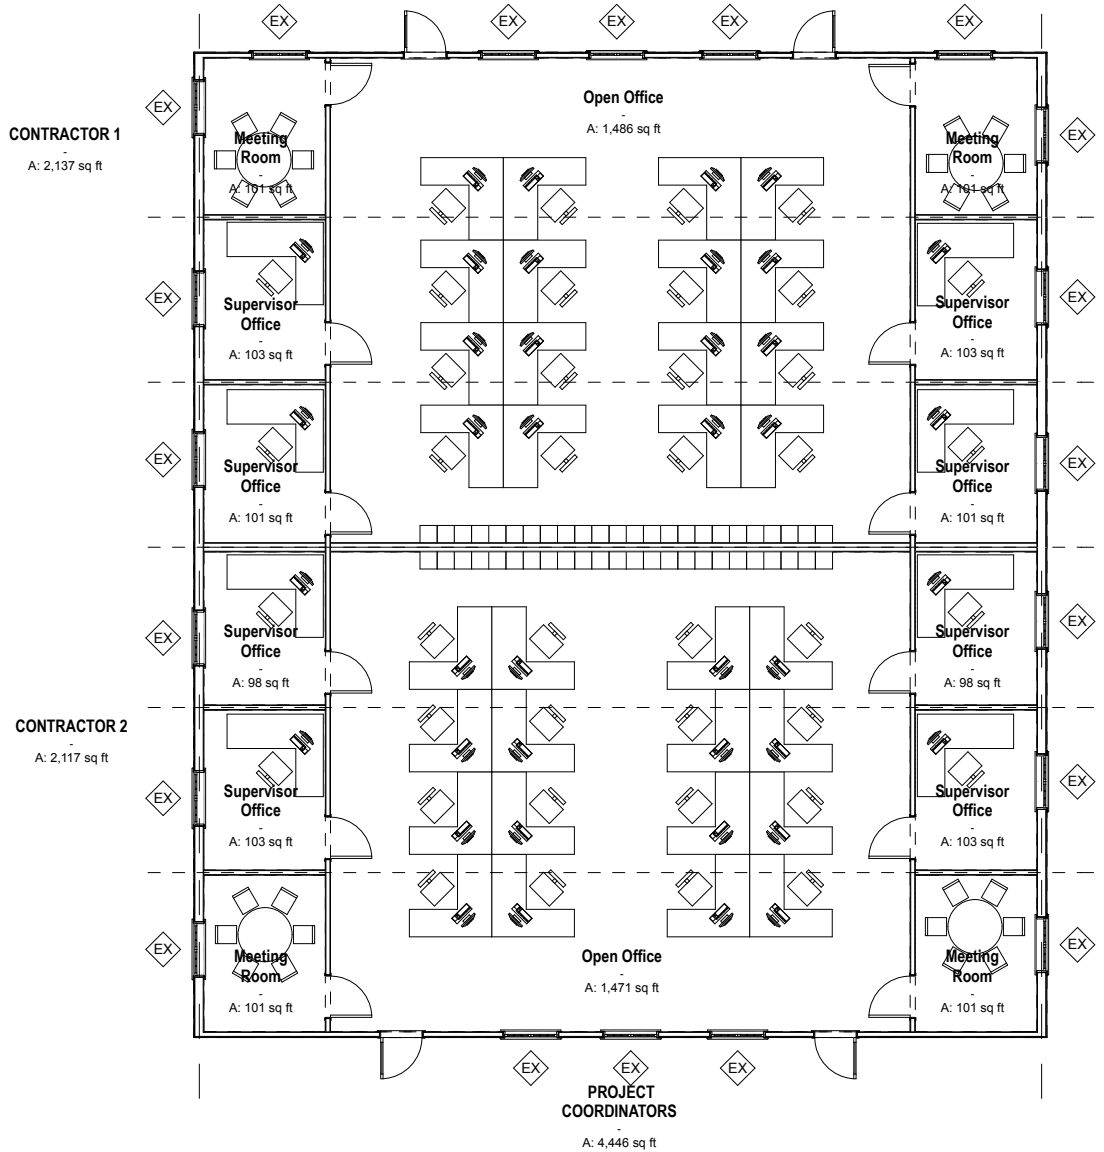 EX
EX
EX
EX
EX
EX
CONTRACTOR 1
-
A: 2,137 sq ft
Open Office
-
A: 1,486 sq ft
EX
Meeting
Room
-
A: 101 sq ft
Meeting
Room
-
A: 101 sq ft
EX
Supervisor
Office
-
A: 103 sq ft
Supervisor
Office
-
A: 103 sq ft
EX
EX
Supervisor
Office
-
A: 101 sq ft
Supervisor
Office
-
A: 101 sq ft
EX
EX
Supervisor
Office
-
A: 98 sq ft
Supervisor
Office
-
A: 98 sq ft
EX
CONTRACTOR 2
-
A: 2,117 sq ft
EX
Supervisor
Office
-
A: 103 sq ft
Supervisor
Office
-
A: 103 sq ft
EX
EX
Meeting
Room
-
A: 101 sq ft
Open Office
-
A: 1,471 sq ft
Meeting
Room
-
A: 101 sq ft
EX
EX
EX
EX
PROJECT
COORDINATORS
-
A: 4,446 sq ft